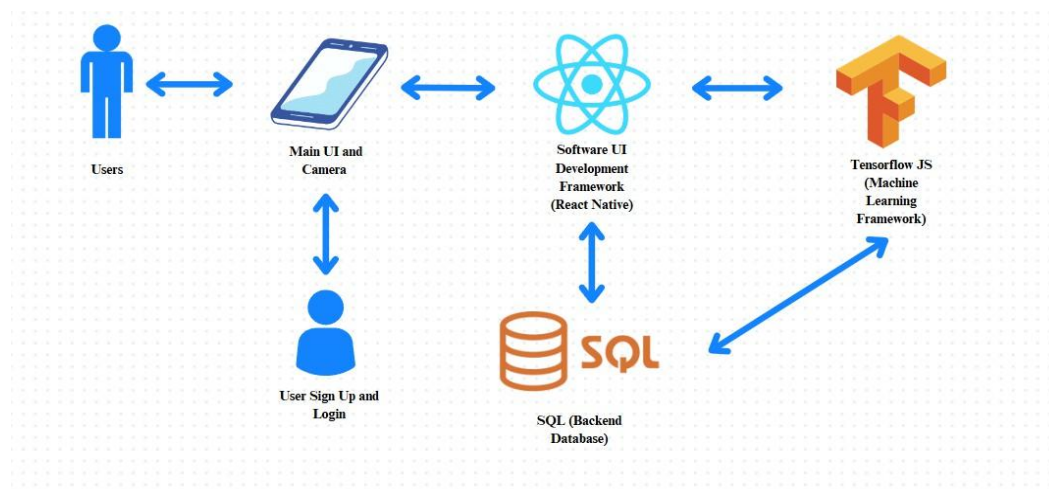 Users
Main UI and
Camera
Software UI
Development
Framework
(React Native)
Tensorflow JS
(Machine
Learning
Framework)
User Sign Up and
Login
SQL
SQL (Backend
Database)